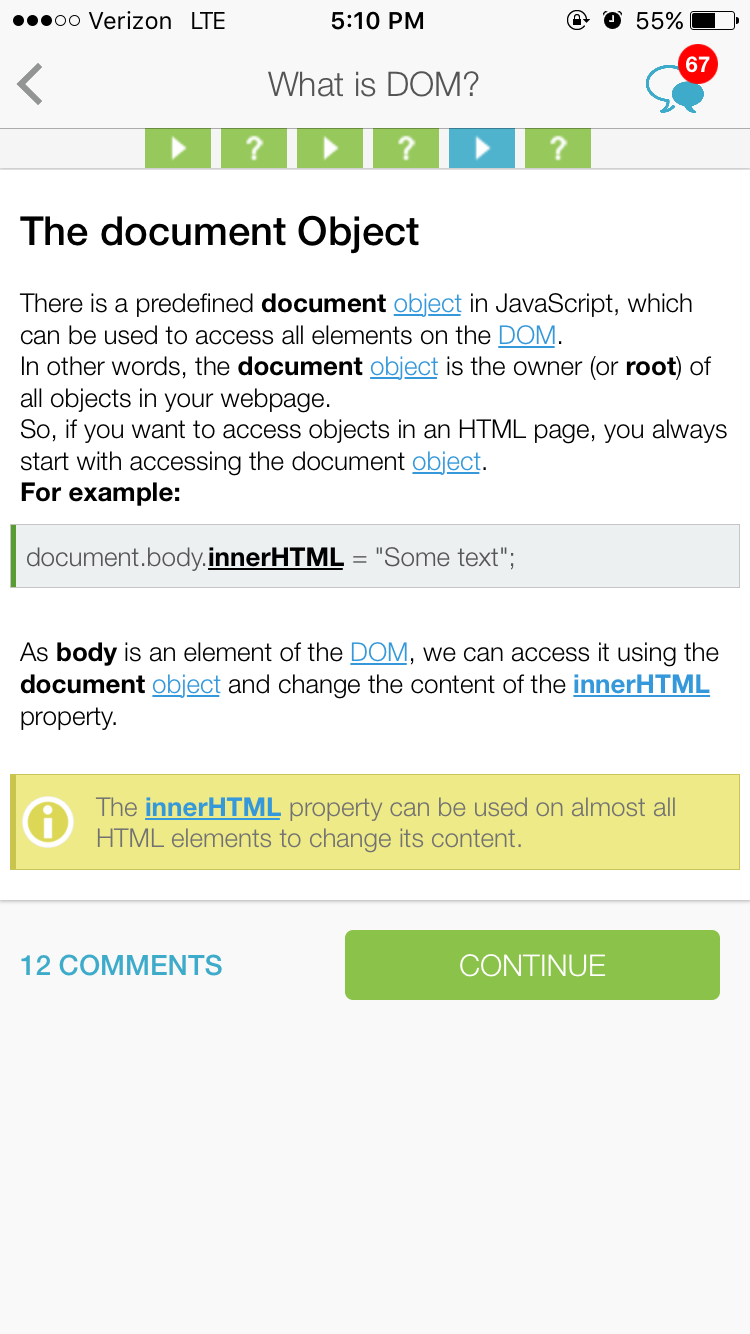 Verizon LTE 5:10 PM 55%
What is DOM? 67
? ? ?
The document Object
There is a predefined document object in JavaScript, which
can be used to access all elements on the DOM.
In other words, the document object is the owner (or root) of
all objects in your webpage.
So, if you want to access objects in an HTML page, you always
start with accessing the document object.
For example:
document.body.innerHTML = "Some text";
As body is an element of the DOM, we can access it using the
document object and change the content of the innerHTML
property.
The innerHTML property can be used on almost all
HTML elements to change its content.
12 COMMENTS CONTINUE